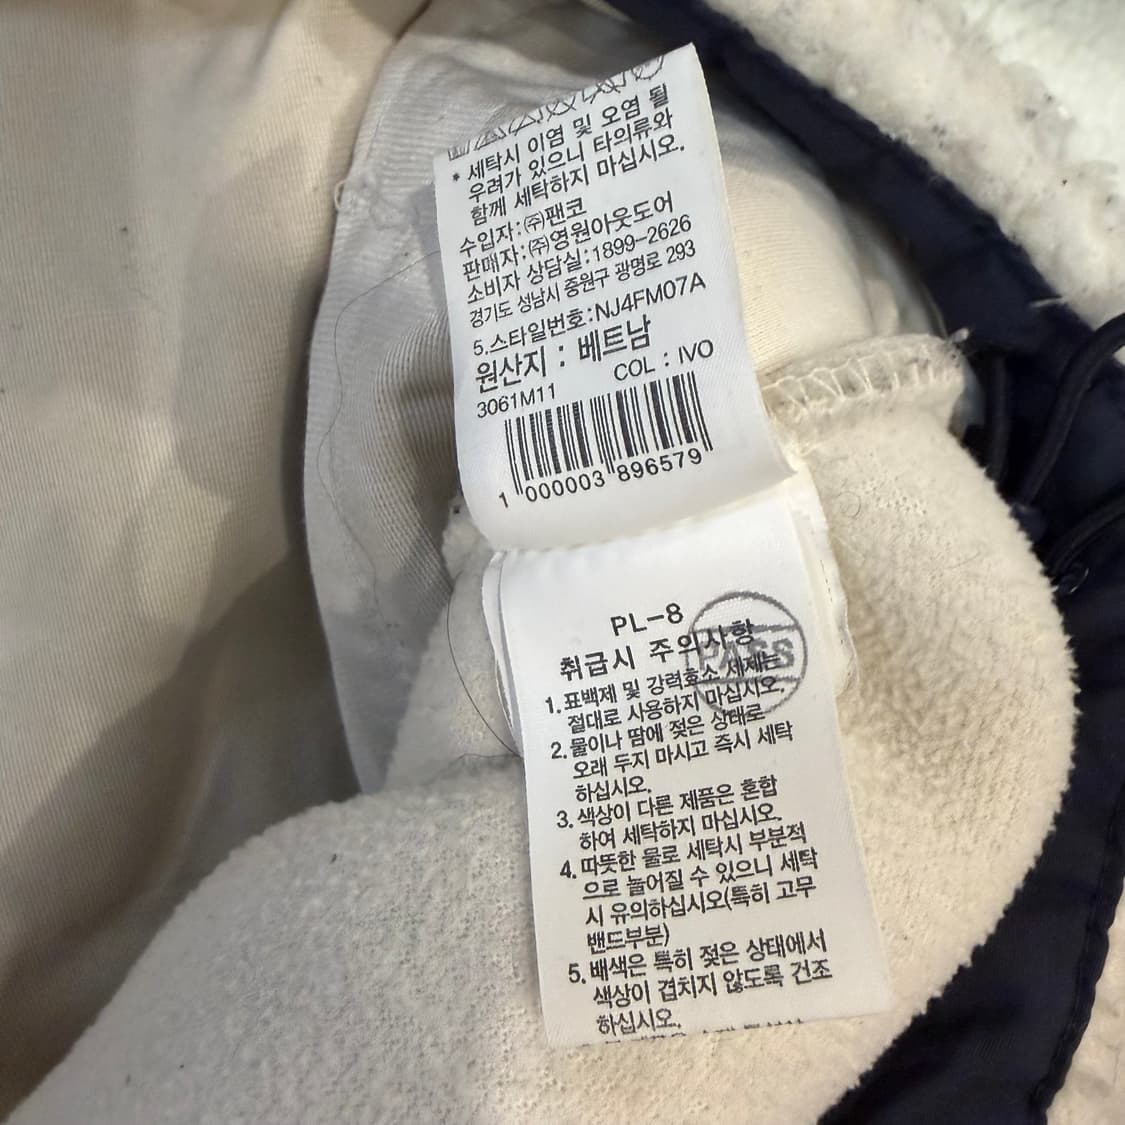 * 세탁시 이염 및 오염 될
우려가 있으니 타의류와
함께 세탁하지 마십시오.
수입자:㈜팬코
판매자:㈜영원아웃도어
소비자 상담실:1899-2626
경기도 성남시 중원구 광명로 293
5.스타일번호:NJ4FM07A
원산지 : 베트남
3061M11 COL : IVO
1 000003 896579
PL-8
PASS
취급시 주의사항
1.표백제 및 강력효소 세제는
절대로 사용하지 마십시오.
2.물이나 땀에 젖은 상태로
오래 두지 마시고 즉시 세탁
하십시오.
3.색상이 다른 제품은 혼합
하여 세탁하지 마십시오.
4.따뜻한 물로 세탁시 부분적
으로 늘어질 수 있으니 세탁
시 유의하십시오(특히 고무
밴드부분)
5.배색은 특히 젖은 상태에서
색상이 겹치지 않도록 건조
하십시오.